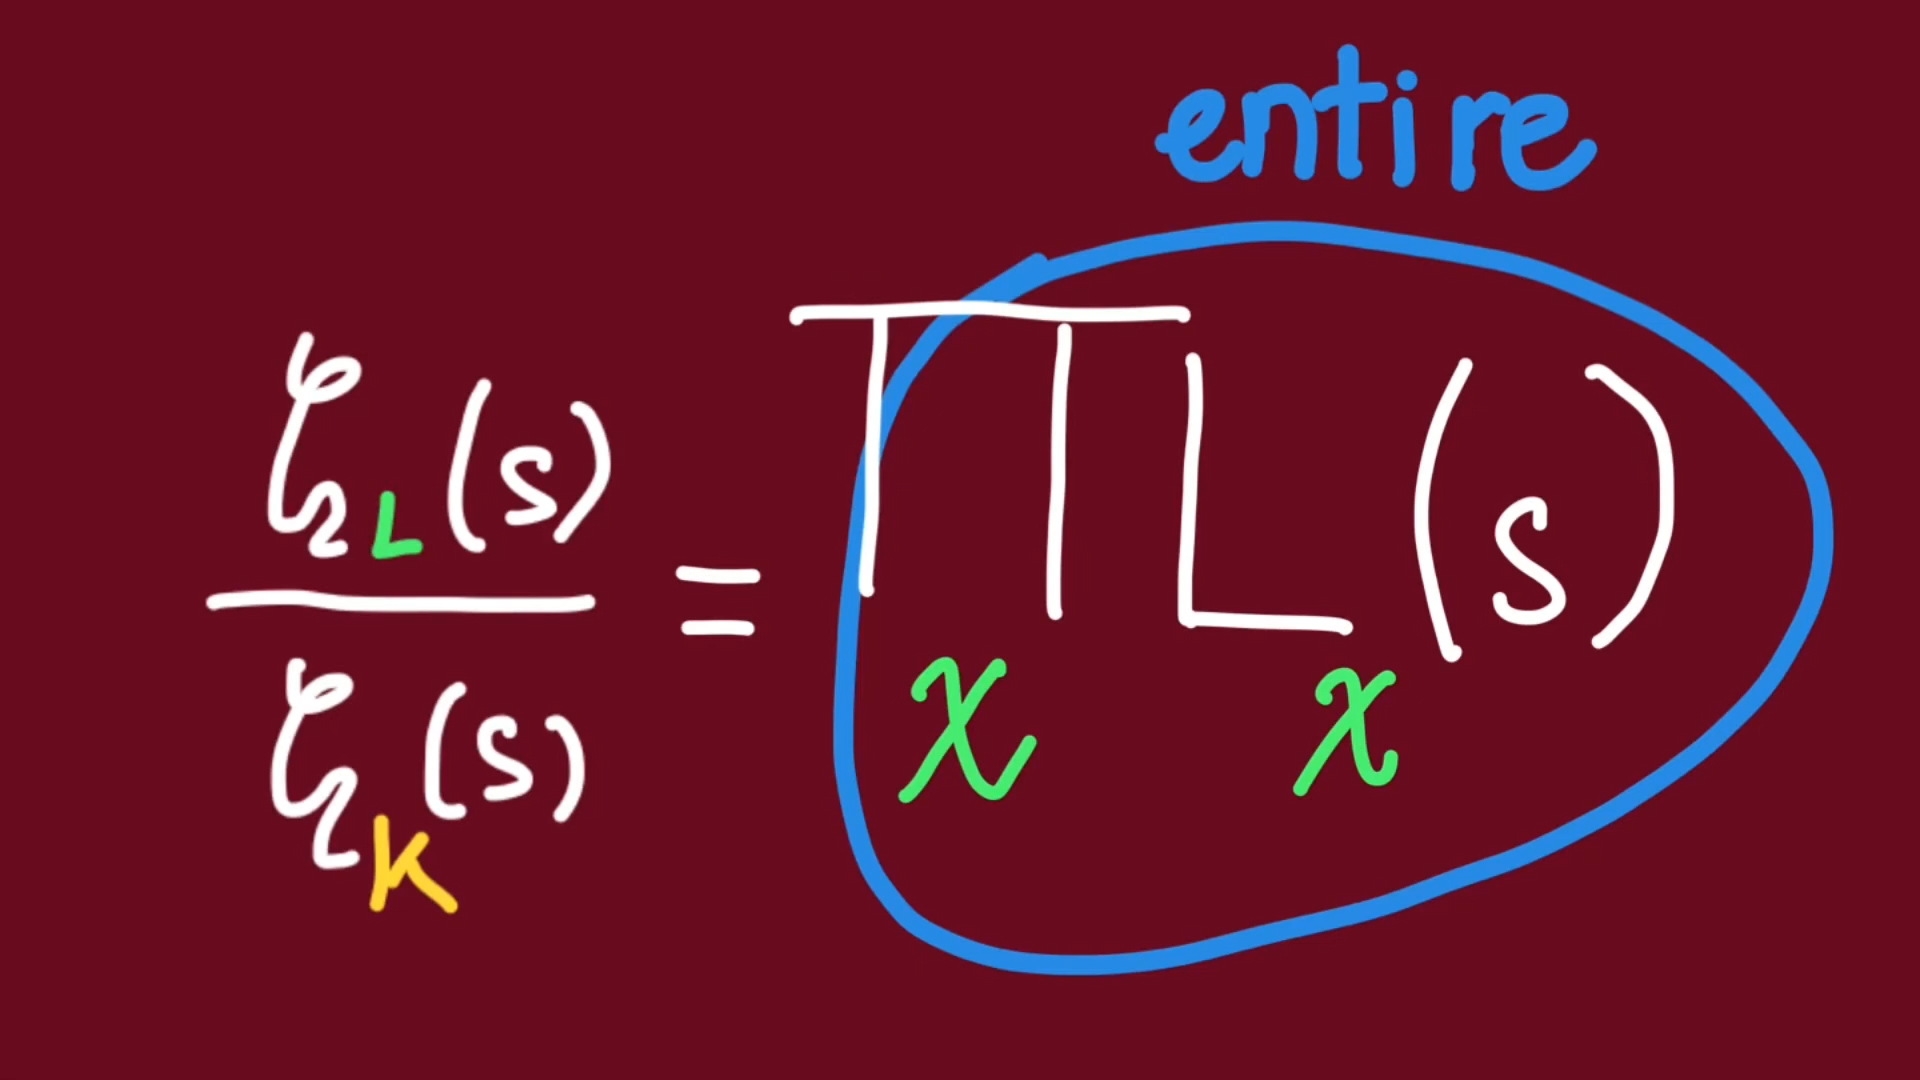 entire
ζ_L(s) / ζ_K(s) = ∏_χ L_χ(s)